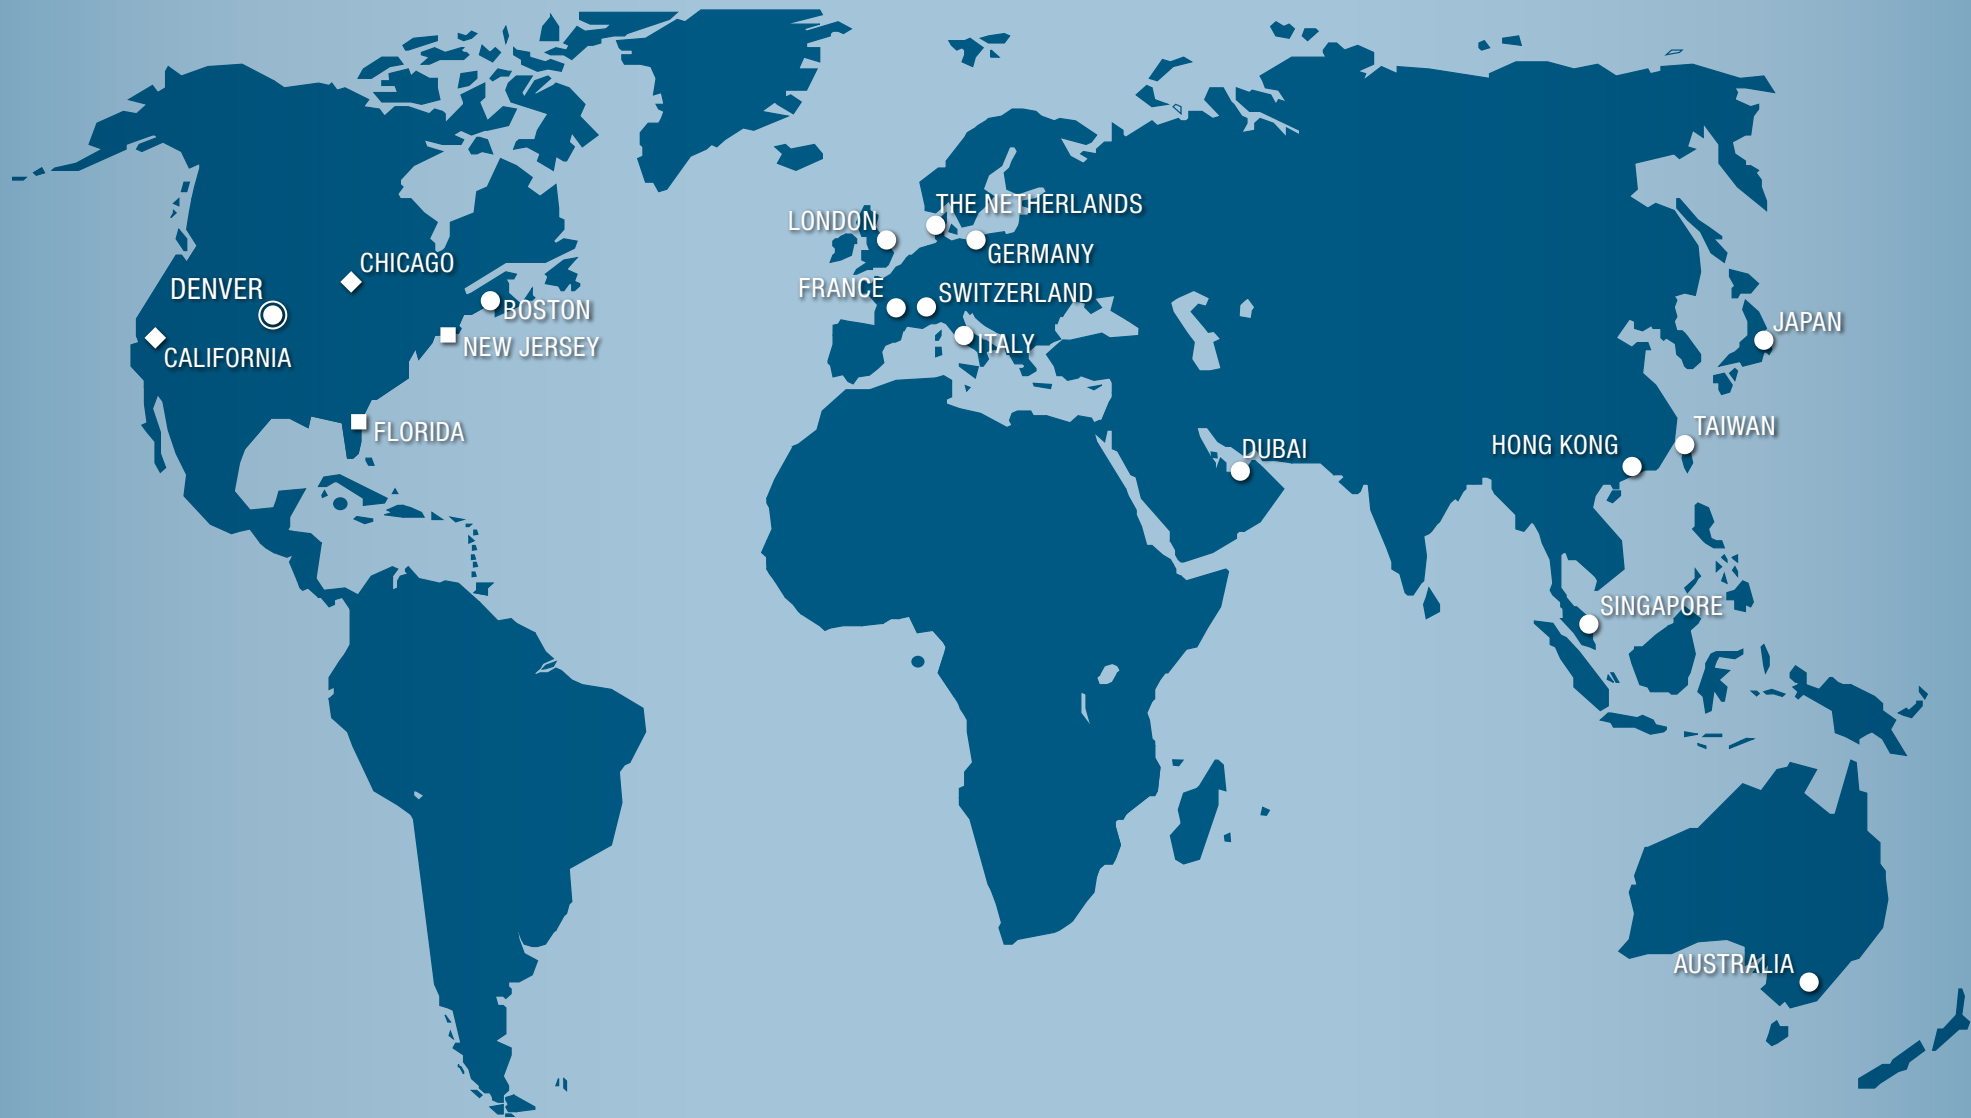 THE NETHERLANDS
LONDON
GERMANY
CHICAGO
DENVER
FRANCE
SWITZERLAND
BOSTON
JAPAN
ITALY
NEW JERSEY
CALIFORNIA
TAIWAN
FLORIDA
HONG KONG
DUBAI
SINGAPORE
AUSTRALIA